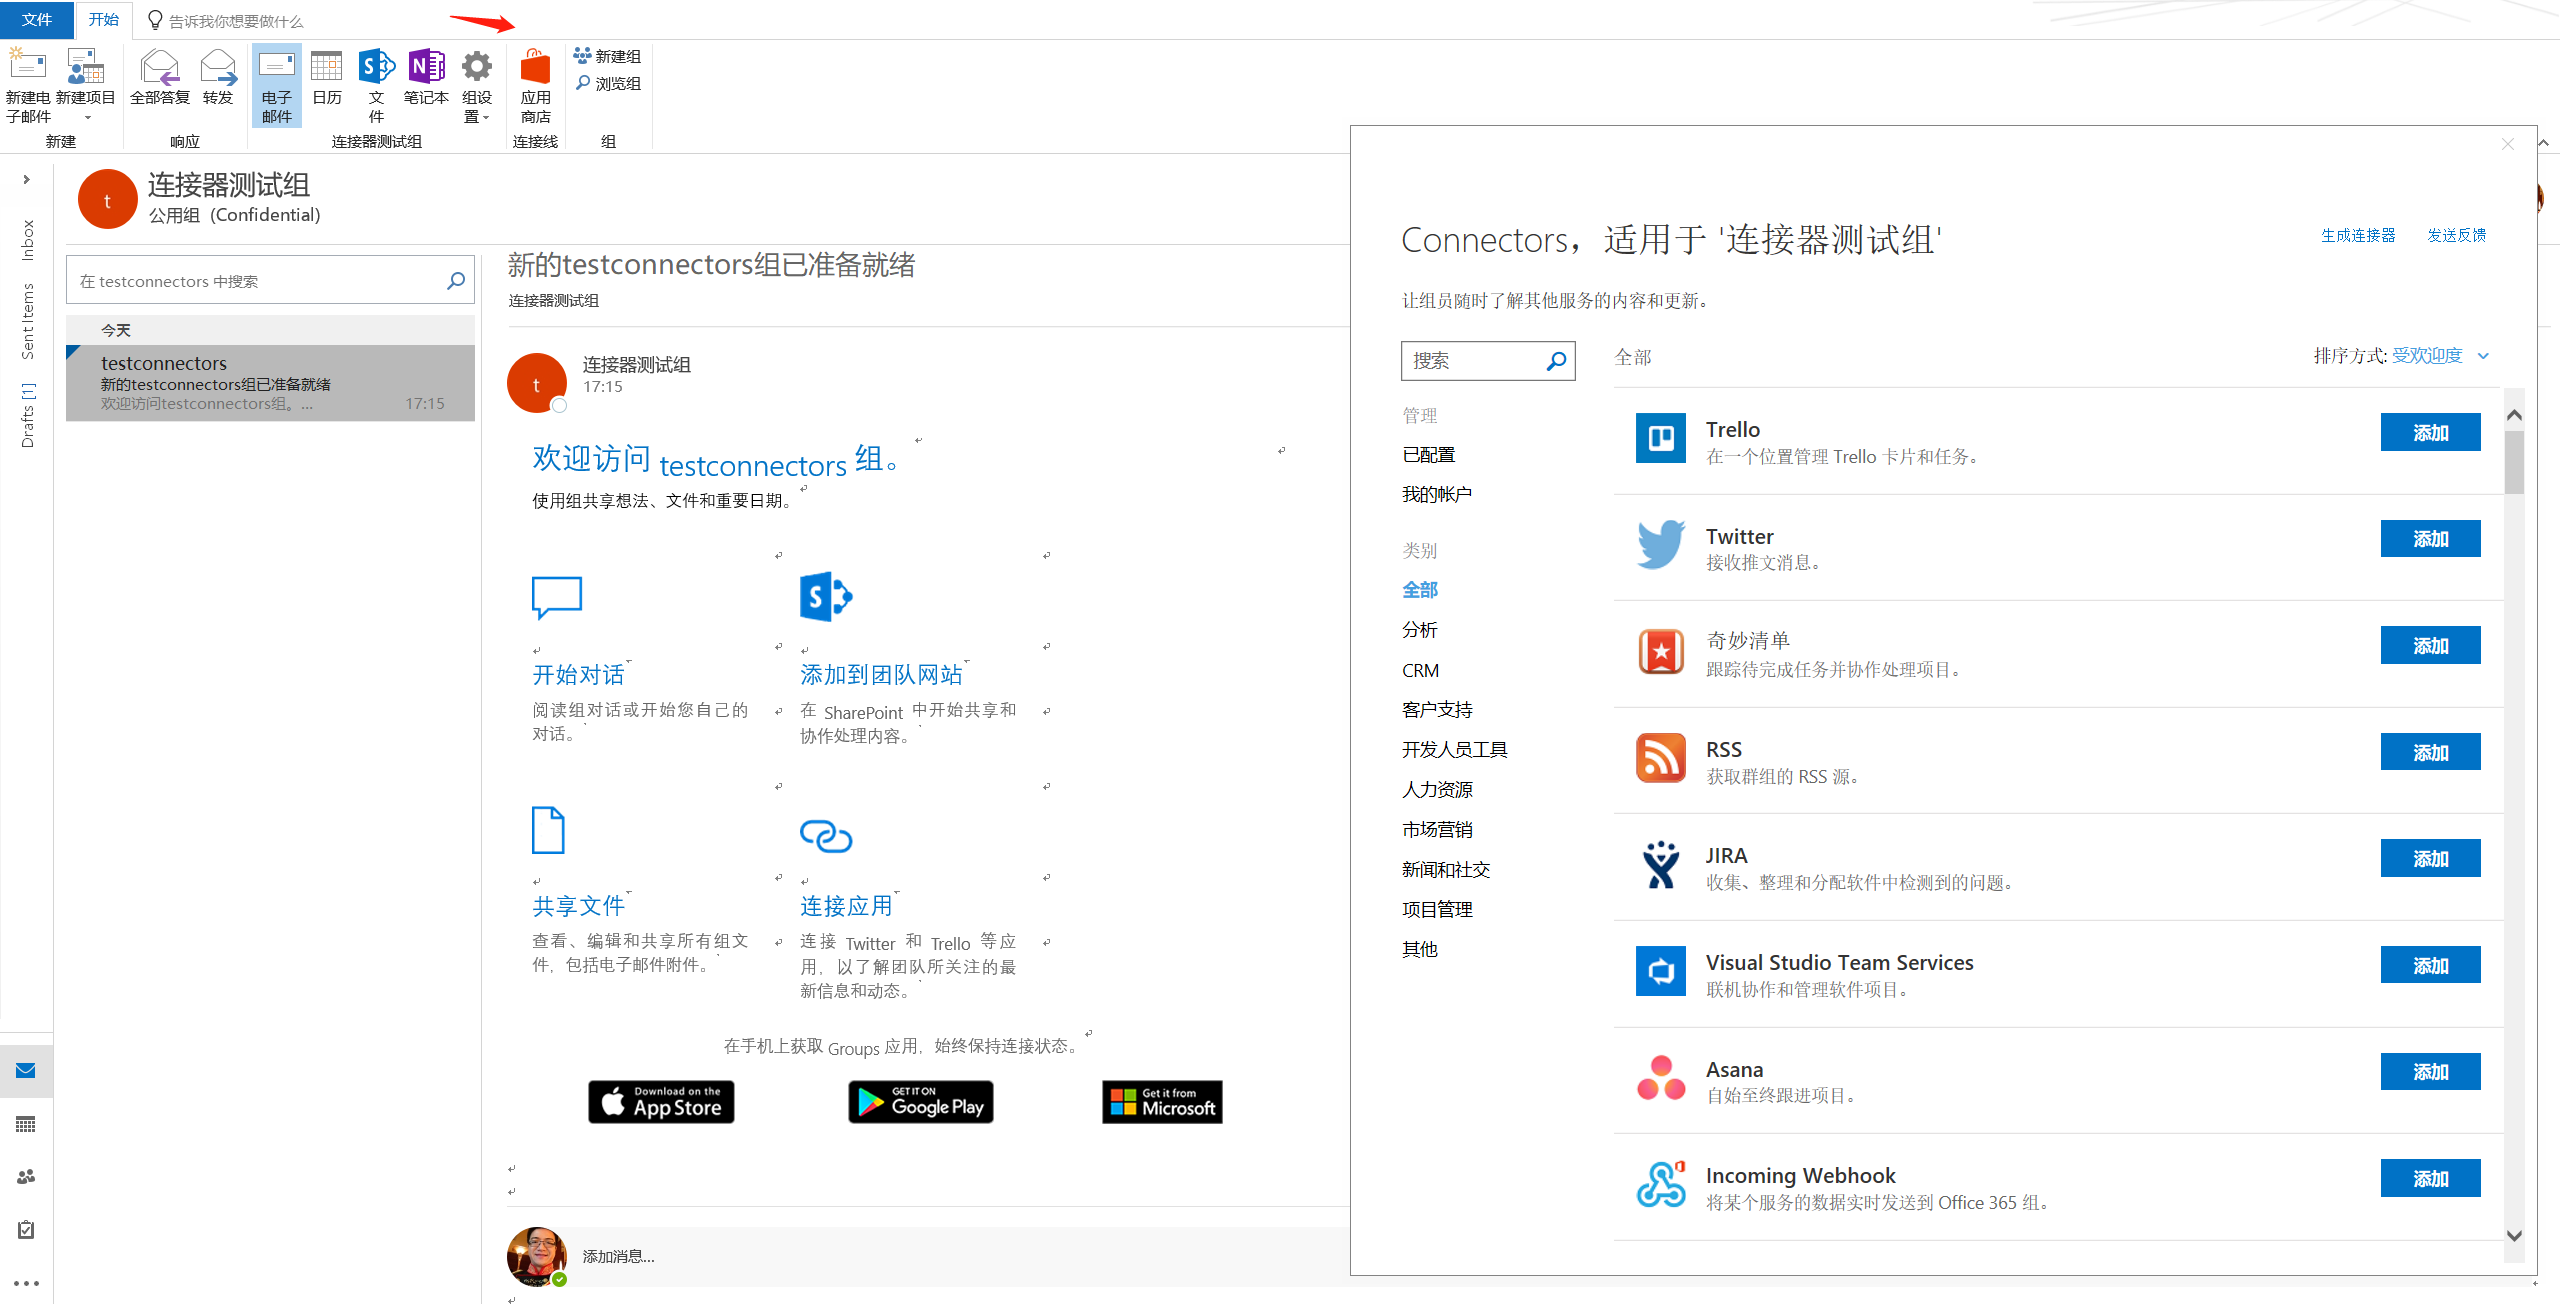 文件
开始
告诉我你想要做什么
新建电
子邮件
新建项目
全部答复
转发
电子
邮件
日历
文
件
笔记本
组设
置
应用
商店
新建组
浏览组
新建
响应
连接器测试组
连接线
组
Inbox
Sent Items
Drafts [1]
t
连接器测试组
公用组 (Confidential)
在 testconnectors 中搜索
今天
testconnectors
新的testconnectors组已准备就绪
欢迎访问testconnectors组。...
17:15
新的testconnectors组已准备就绪
连接器测试组
t
连接器测试组
17:15
欢迎访问 testconnectors 组。
使用组共享想法、文件和重要日期。
开始对话
阅读组对话或开始您自己的
对话。
添加到团队网站
在 SharePoint 中开始共享和
协作处理内容。
共享文件
查看、编辑和共享所有组文
件，包括电子邮件附件。
连接应用
连接 Twitter 和 Trello 等应
用，以了解团队所关注的最
新信息和动态。
在手机上获取 Groups 应用，始终保持连接状态。
Download on the
App Store
GET IT ON
Google Play
Get it from
Microsoft
添加消息...
Connectors，适用于 '连接器测试组'
生成连接器
发送反馈
让组员随时了解其他服务的内容和更新。
搜索
管理
已配置
我的帐户
类别
全部
分析
CRM
客户支持
开发人员工具
人力资源
市场营销
新闻和社交
项目管理
其他
全部
排序方式: 受欢迎度
Trello
在一个位置管理 Trello 卡片和任务。
添加
Twitter
接收推文消息。
添加
奇妙清单
跟踪待完成任务并协作处理项目。
添加
RSS
获取群组的 RSS 源。
添加
JIRA
收集、整理和分配软件中检测到的问题。
添加
Visual Studio Team Services
联机协作和管理软件项目。
添加
Asana
自始至终跟进项目。
添加
Incoming Webhook
将某个服务的数据实时发送到 Office 365 组。
添加